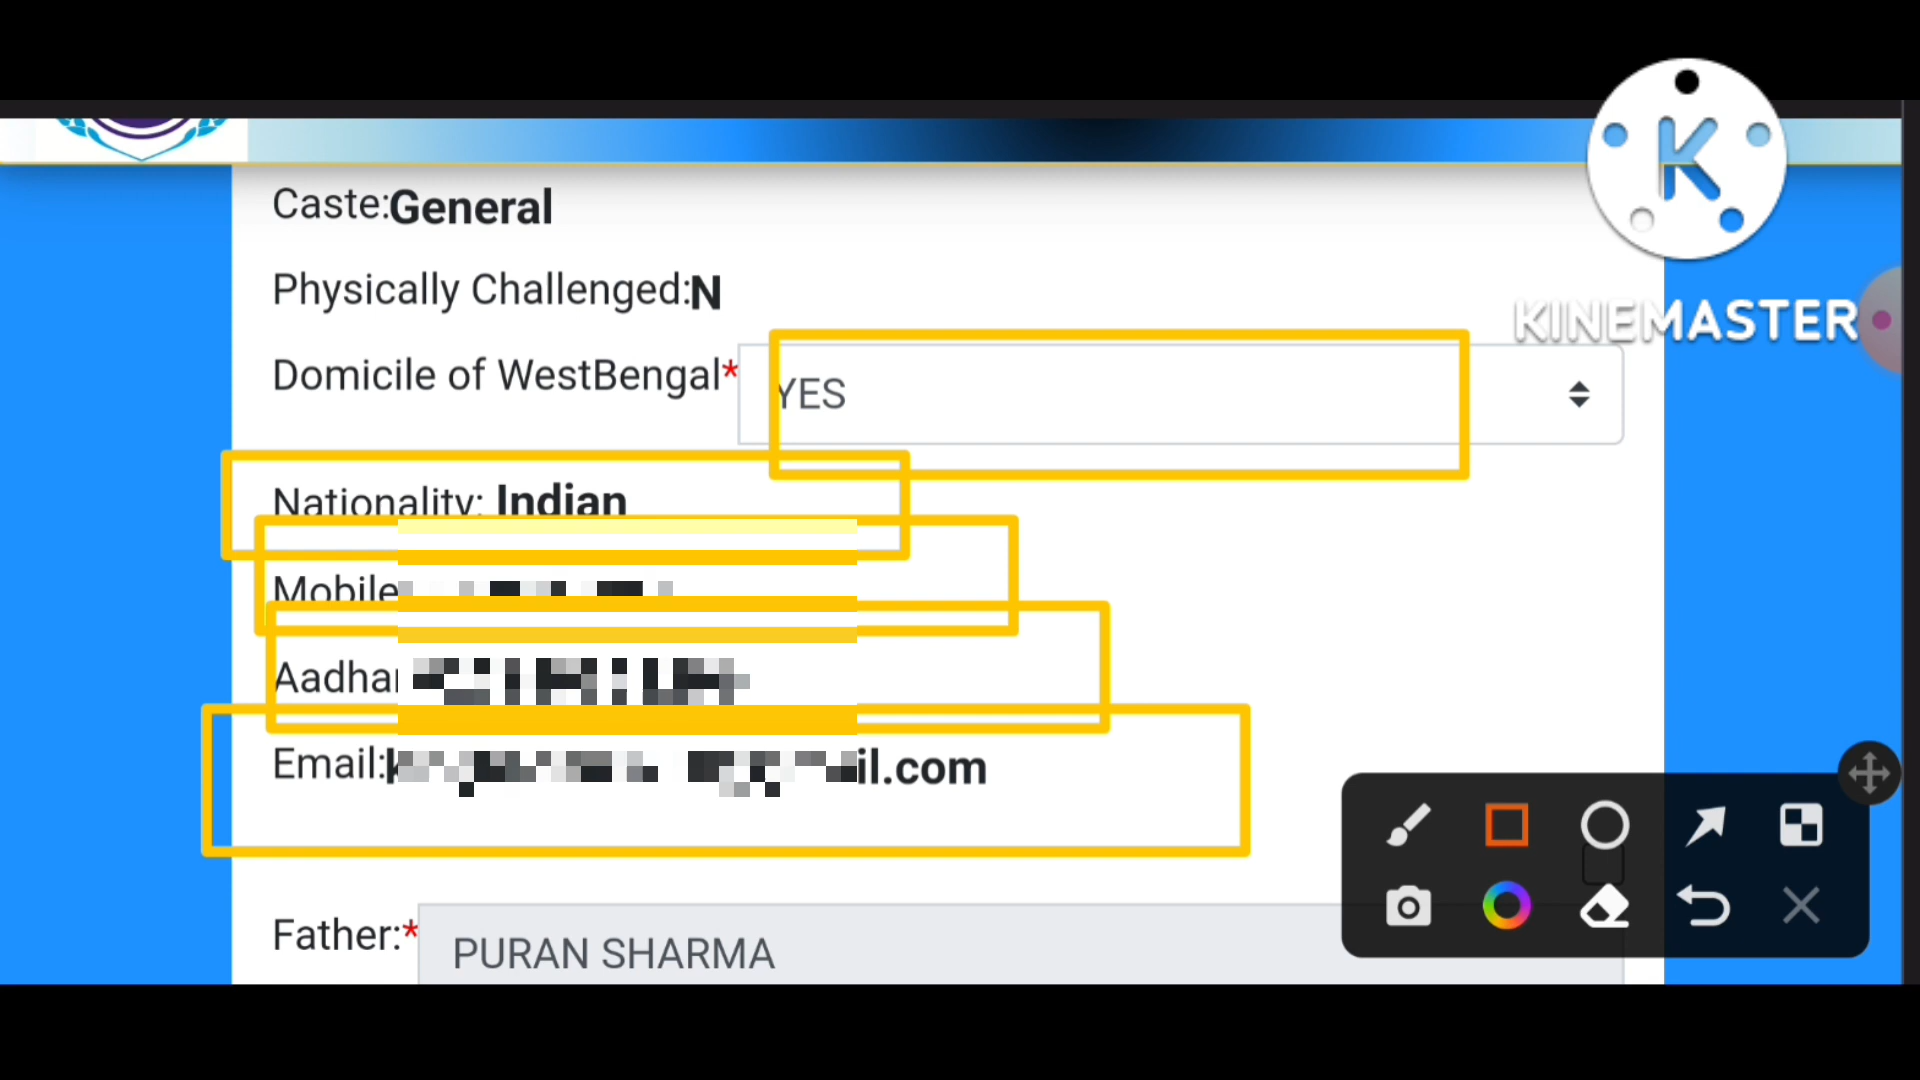 Caste:General
Physically Challenged:N
KINEMASTER
Domicile of WestBengal* YES
Nationality: Indian
Mobile
Aadhar
Email:k il.com
Father:* PURAN SHARMA